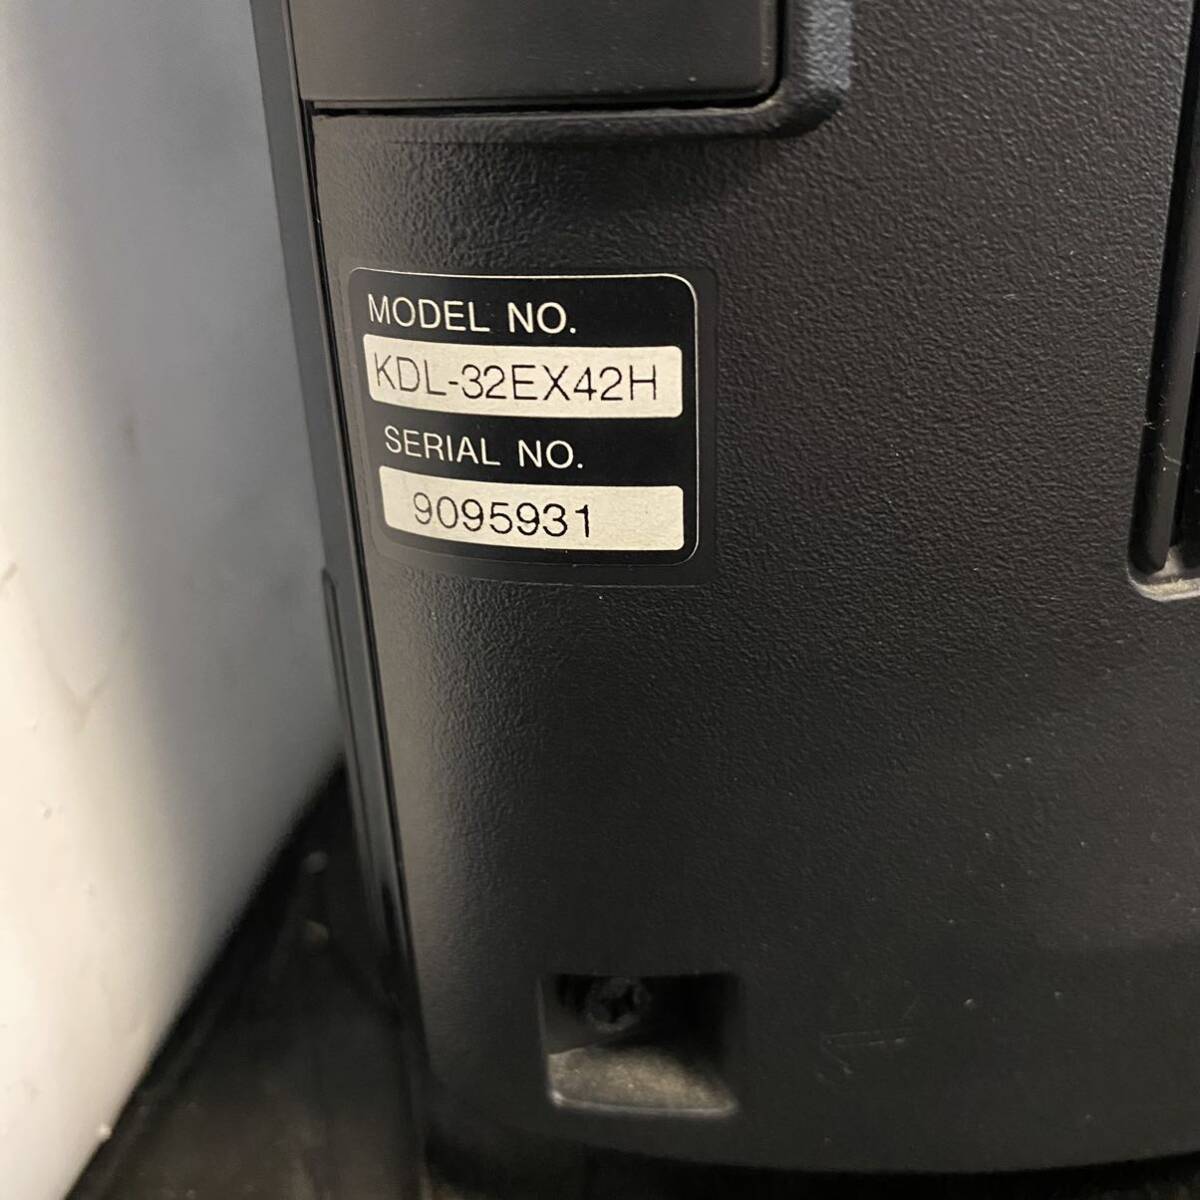 MODEL NO.
KDL-32EX42H
SERIAL NO.
9095931